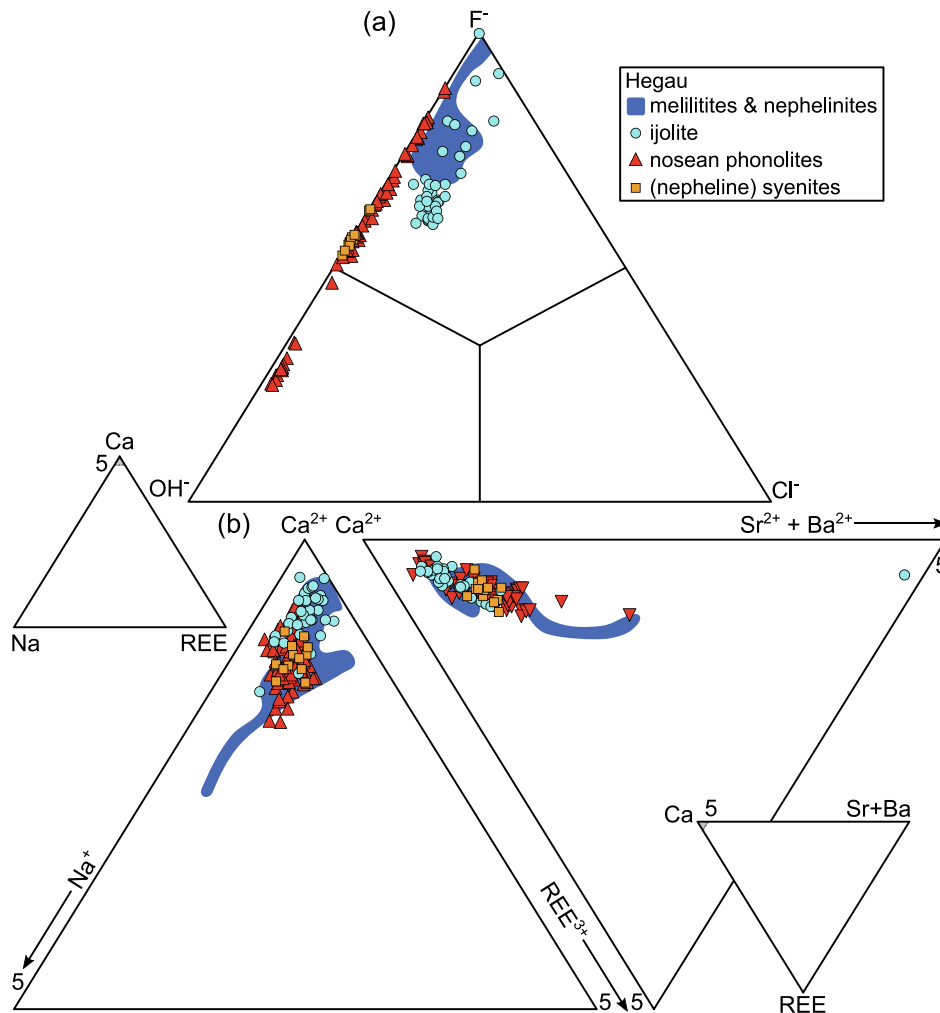 (a)
F⁻
Hegau
melilitites & nephelinites
ijolite
nosean phonolites
(nepheline) syenites
OH⁻
Cl⁻
Ca
5
Na
REE
(b)
Ca²⁺
Ca²⁺
Sr²⁺ + Ba²⁺
5
Na⁺
5
5
REE³⁺
5
Ca
5
Sr+Ba
REE